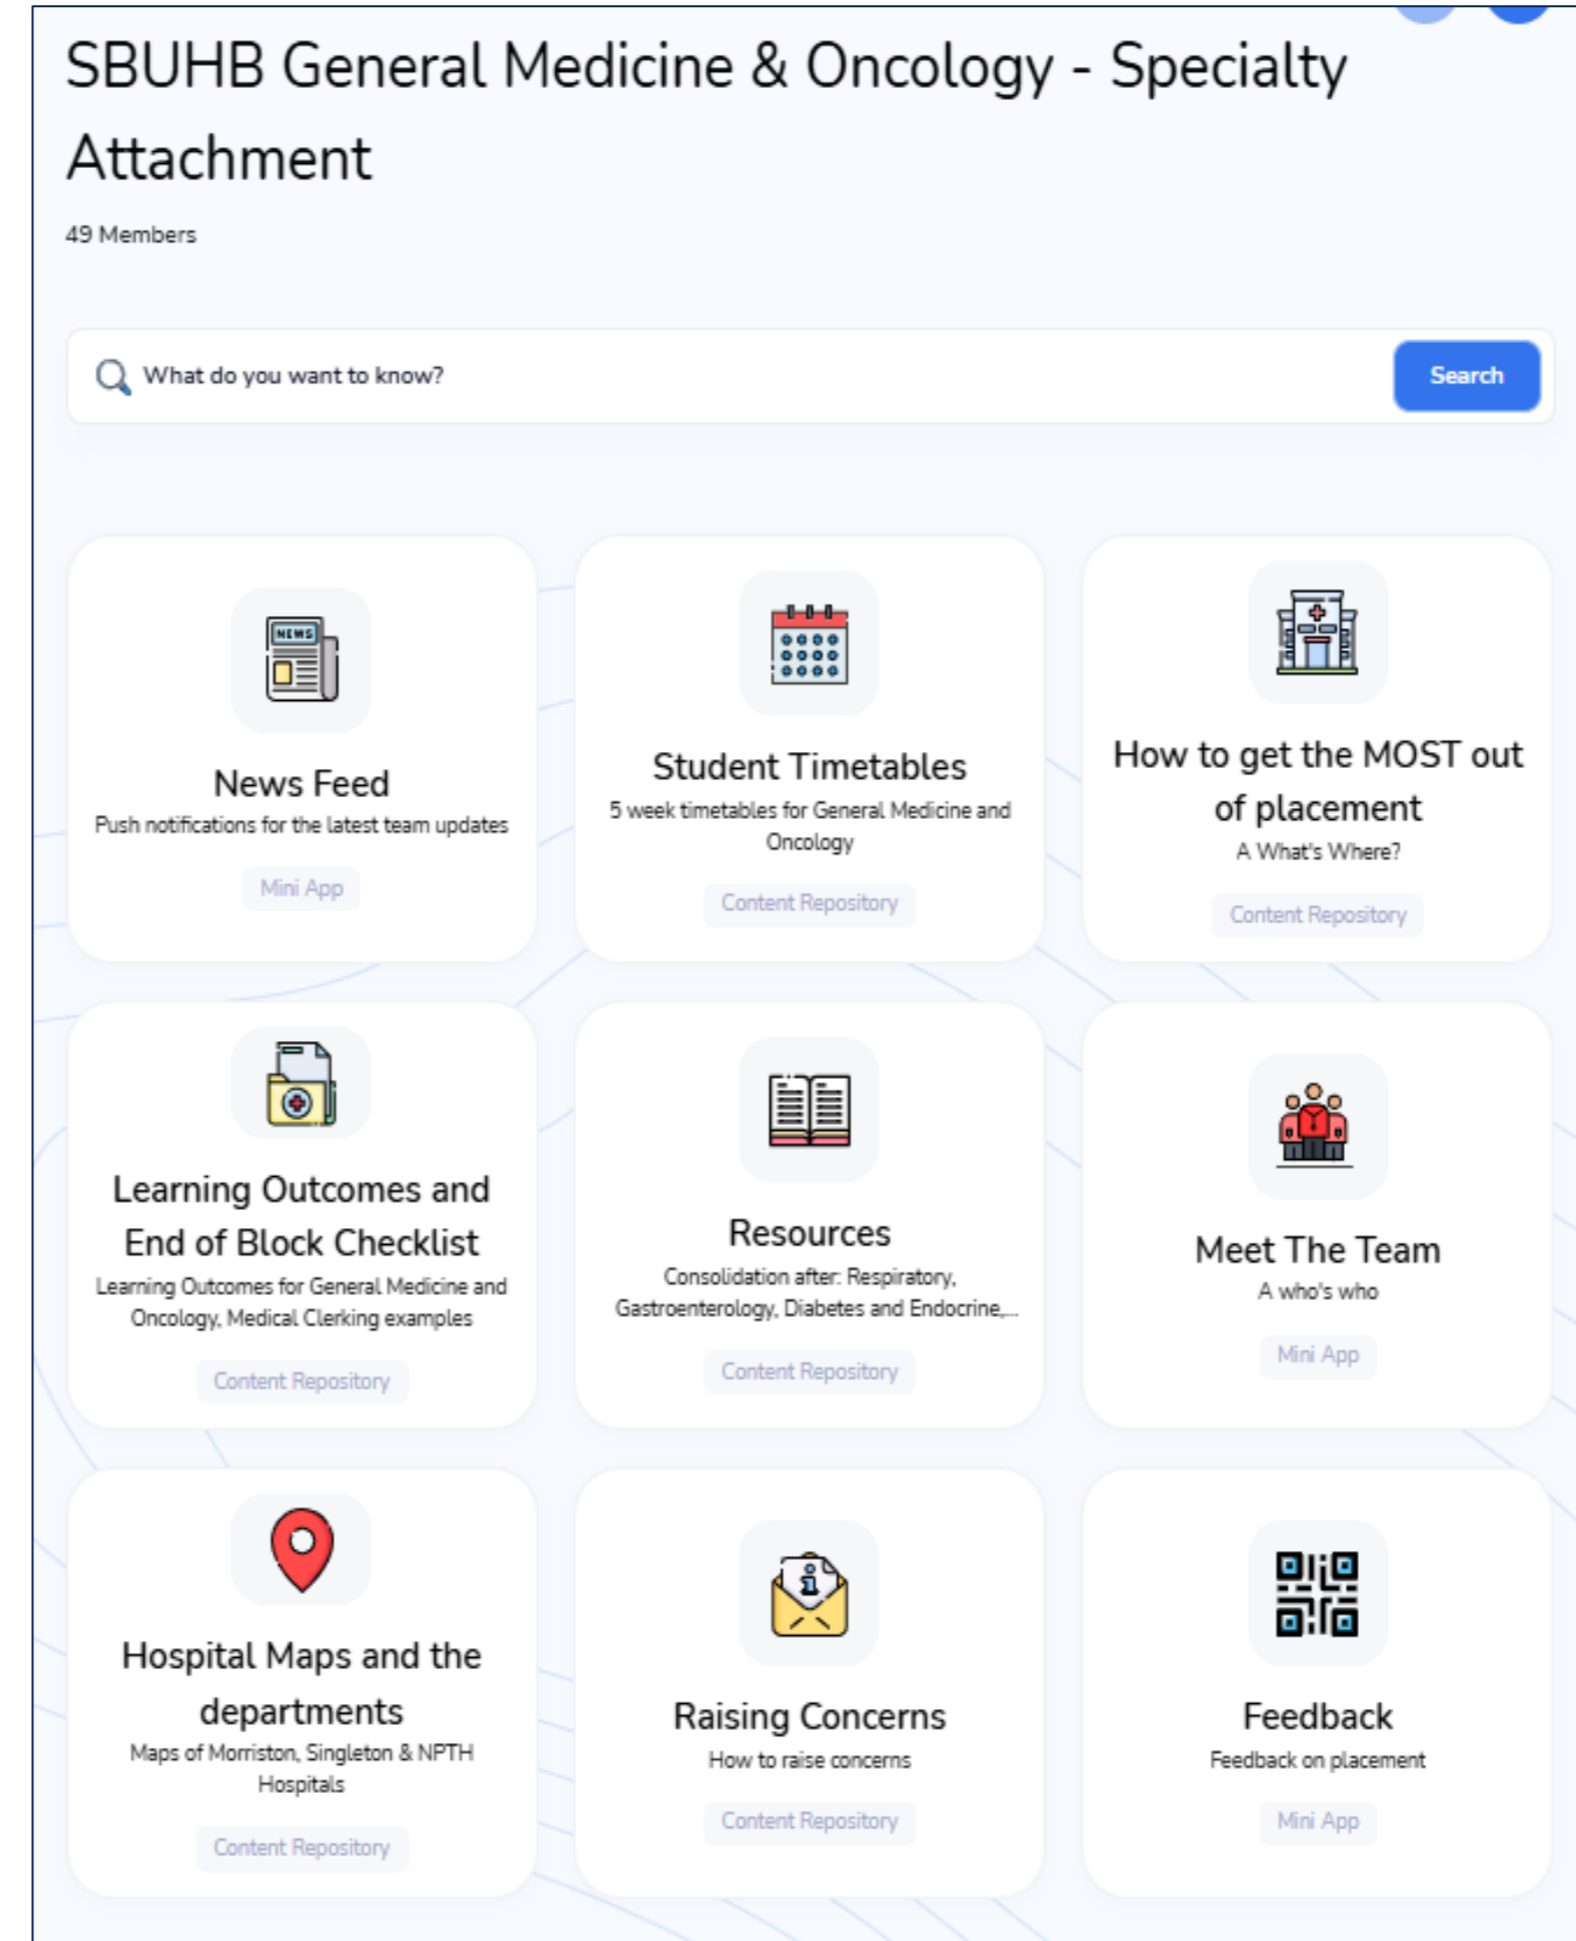 SBUHB General Medicine & Oncology - Specialty
Attachment
49 Members
What do you want to know?
Search
NEWS
News Feed
Push notifications for the latest team updates
Mini App
Student Timetables
5 week timetables for General Medicine and
Oncology
Content Repository
How to get the MOST out
of placement
A What's Where?
Content Repository
Learning Outcomes and
End of Block Checklist
Learning Outcomes for General Medicine and
Oncology, Medical Clerking examples
Content Repository
Resources
Consolidation after: Respiratory,
Gastroenterology, Diabetes and Endocrine,...
Content Repository
Meet The Team
A who's who
Mini App
Hospital Maps and the
departments
Maps of Morriston, Singleton & NPTH
Hospitals
Content Repository
Raising Concerns
How to raise concerns
Content Repository
Feedback
Feedback on placement
Mini App